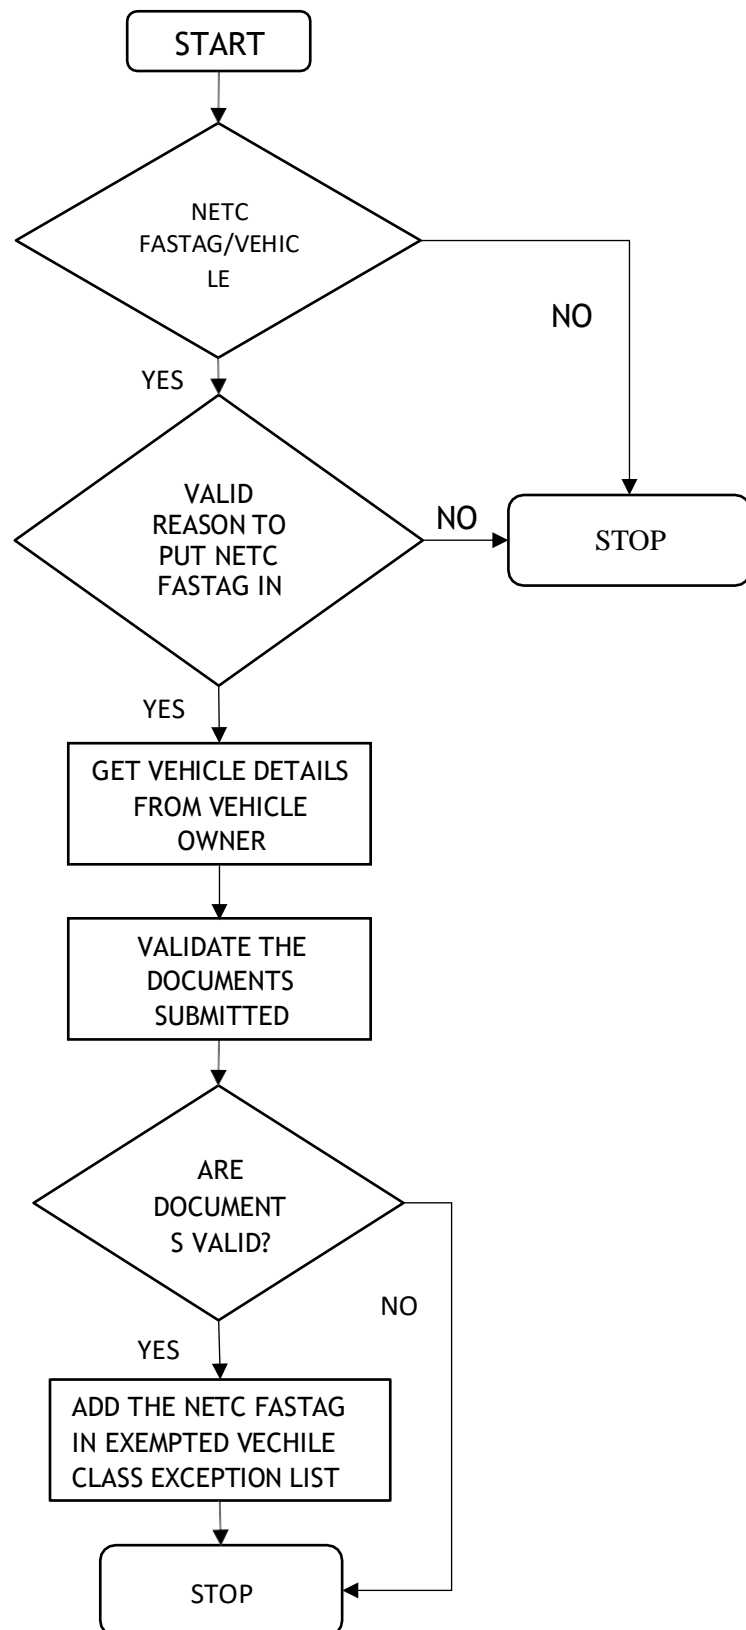 START
NETC
FASTAG/VEHIC
LE
NO
YES
VALID
REASON TO
PUT NETC
FASTAG IN
NO
STOP
YES
GET VEHICLE DETAILS
FROM VEHICLE
OWNER
VALIDATE THE
DOCUMENTS
SUBMITTED
ARE
DOCUMENT
S VALID?
NO
YES
ADD THE NETC FASTAG
IN EXEMPTED VECHILE
CLASS EXCEPTION LIST
STOP